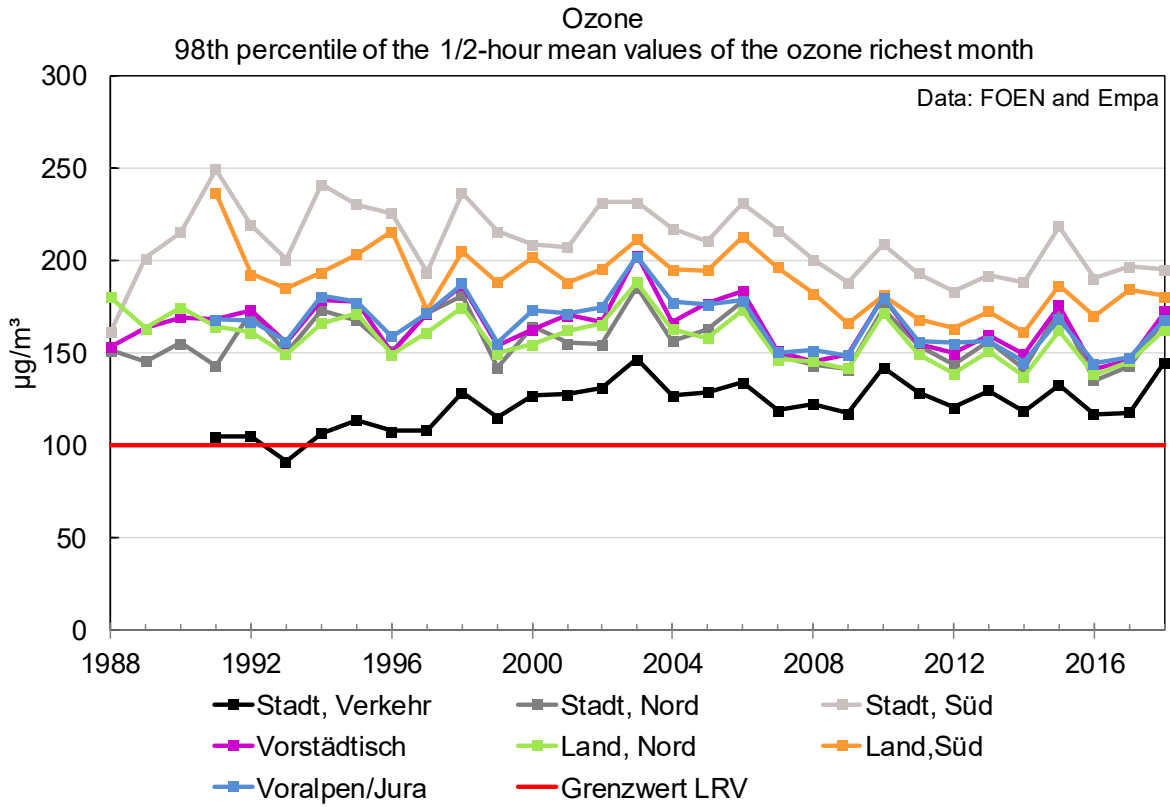 Ozone
98th percentile of the 1/2-hour mean values of the ozone richest month
Data: FOEN and Empa
µg/m³
300
250
200
150
100
50
0
1988 1992 1996 2000 2004 2008 2012 2016
Stadt, Verkehr Stadt, Nord Stadt, Süd
Vorstädtisch Land, Nord Land,Süd
Voralpen/Jura Grenzwert LRV